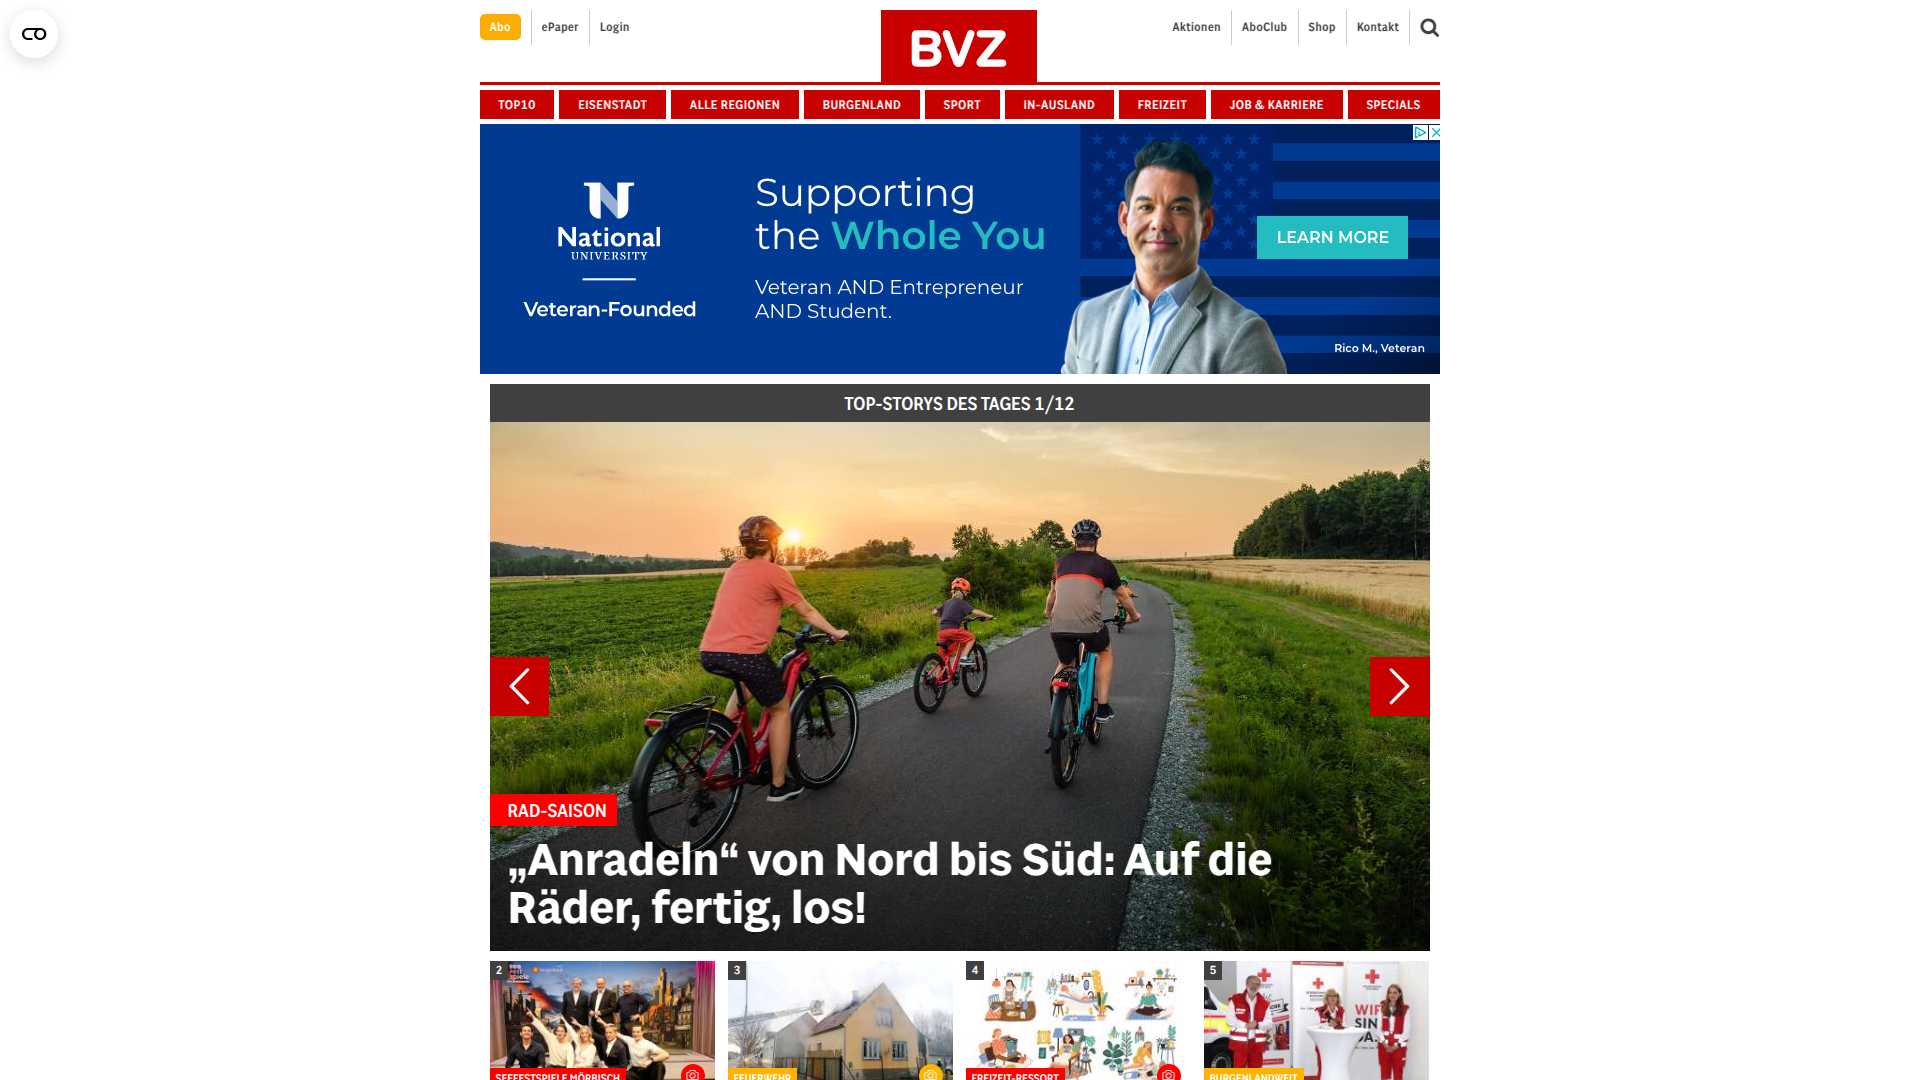 Abo
ePaper
Login
BVZ
Aktionen
AboClub
Shop
Kontakt
TOP10
EISENSTADT
ALLE REGIONEN
BURGENLAND
SPORT
IN-AUSLAND
FREIZEIT
JOB & KARRIERE
SPECIALS
N
National
UNIVERSITY
Veteran-Founded
Supporting
the Whole You
Veteran AND Entrepreneur
AND Student.
LEARN MORE
Rico M., Veteran
TOP-STORYS DES TAGES 1/12
RAD-SAISON
„Anradeln“ von Nord bis Süd: Auf die
Räder, fertig, los!
2
SEEFESTSPIELE MÖRBISCH
3
FEUERWEHR
4
FREIZEIT-RESSORT
5
BURGENLANDWEIT